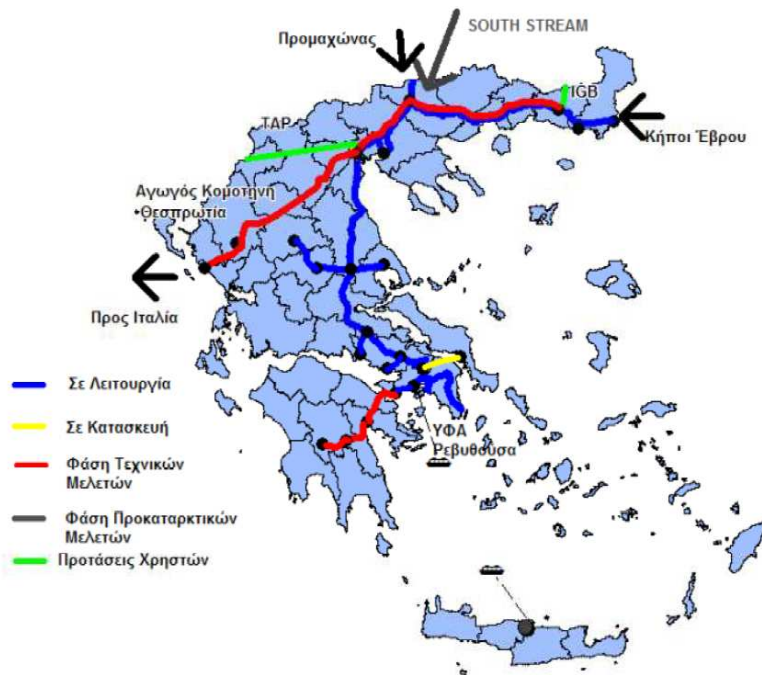 SOUTH STREAM
Προμαχώνας
IGB
TAP
Κήποι Έβρου
Αγωγός Κομοτηνή
-Θεσπρωτία
Προς Ιταλία
Σε Λειτουργία
Σε Κατασκευή
ΥΦΑ
Ρεβυθούσα
Φάση Τεχνικών
Μελετών
Φάση Προκαταρκτικών
Μελετών
Προτάσεις Χρηστών